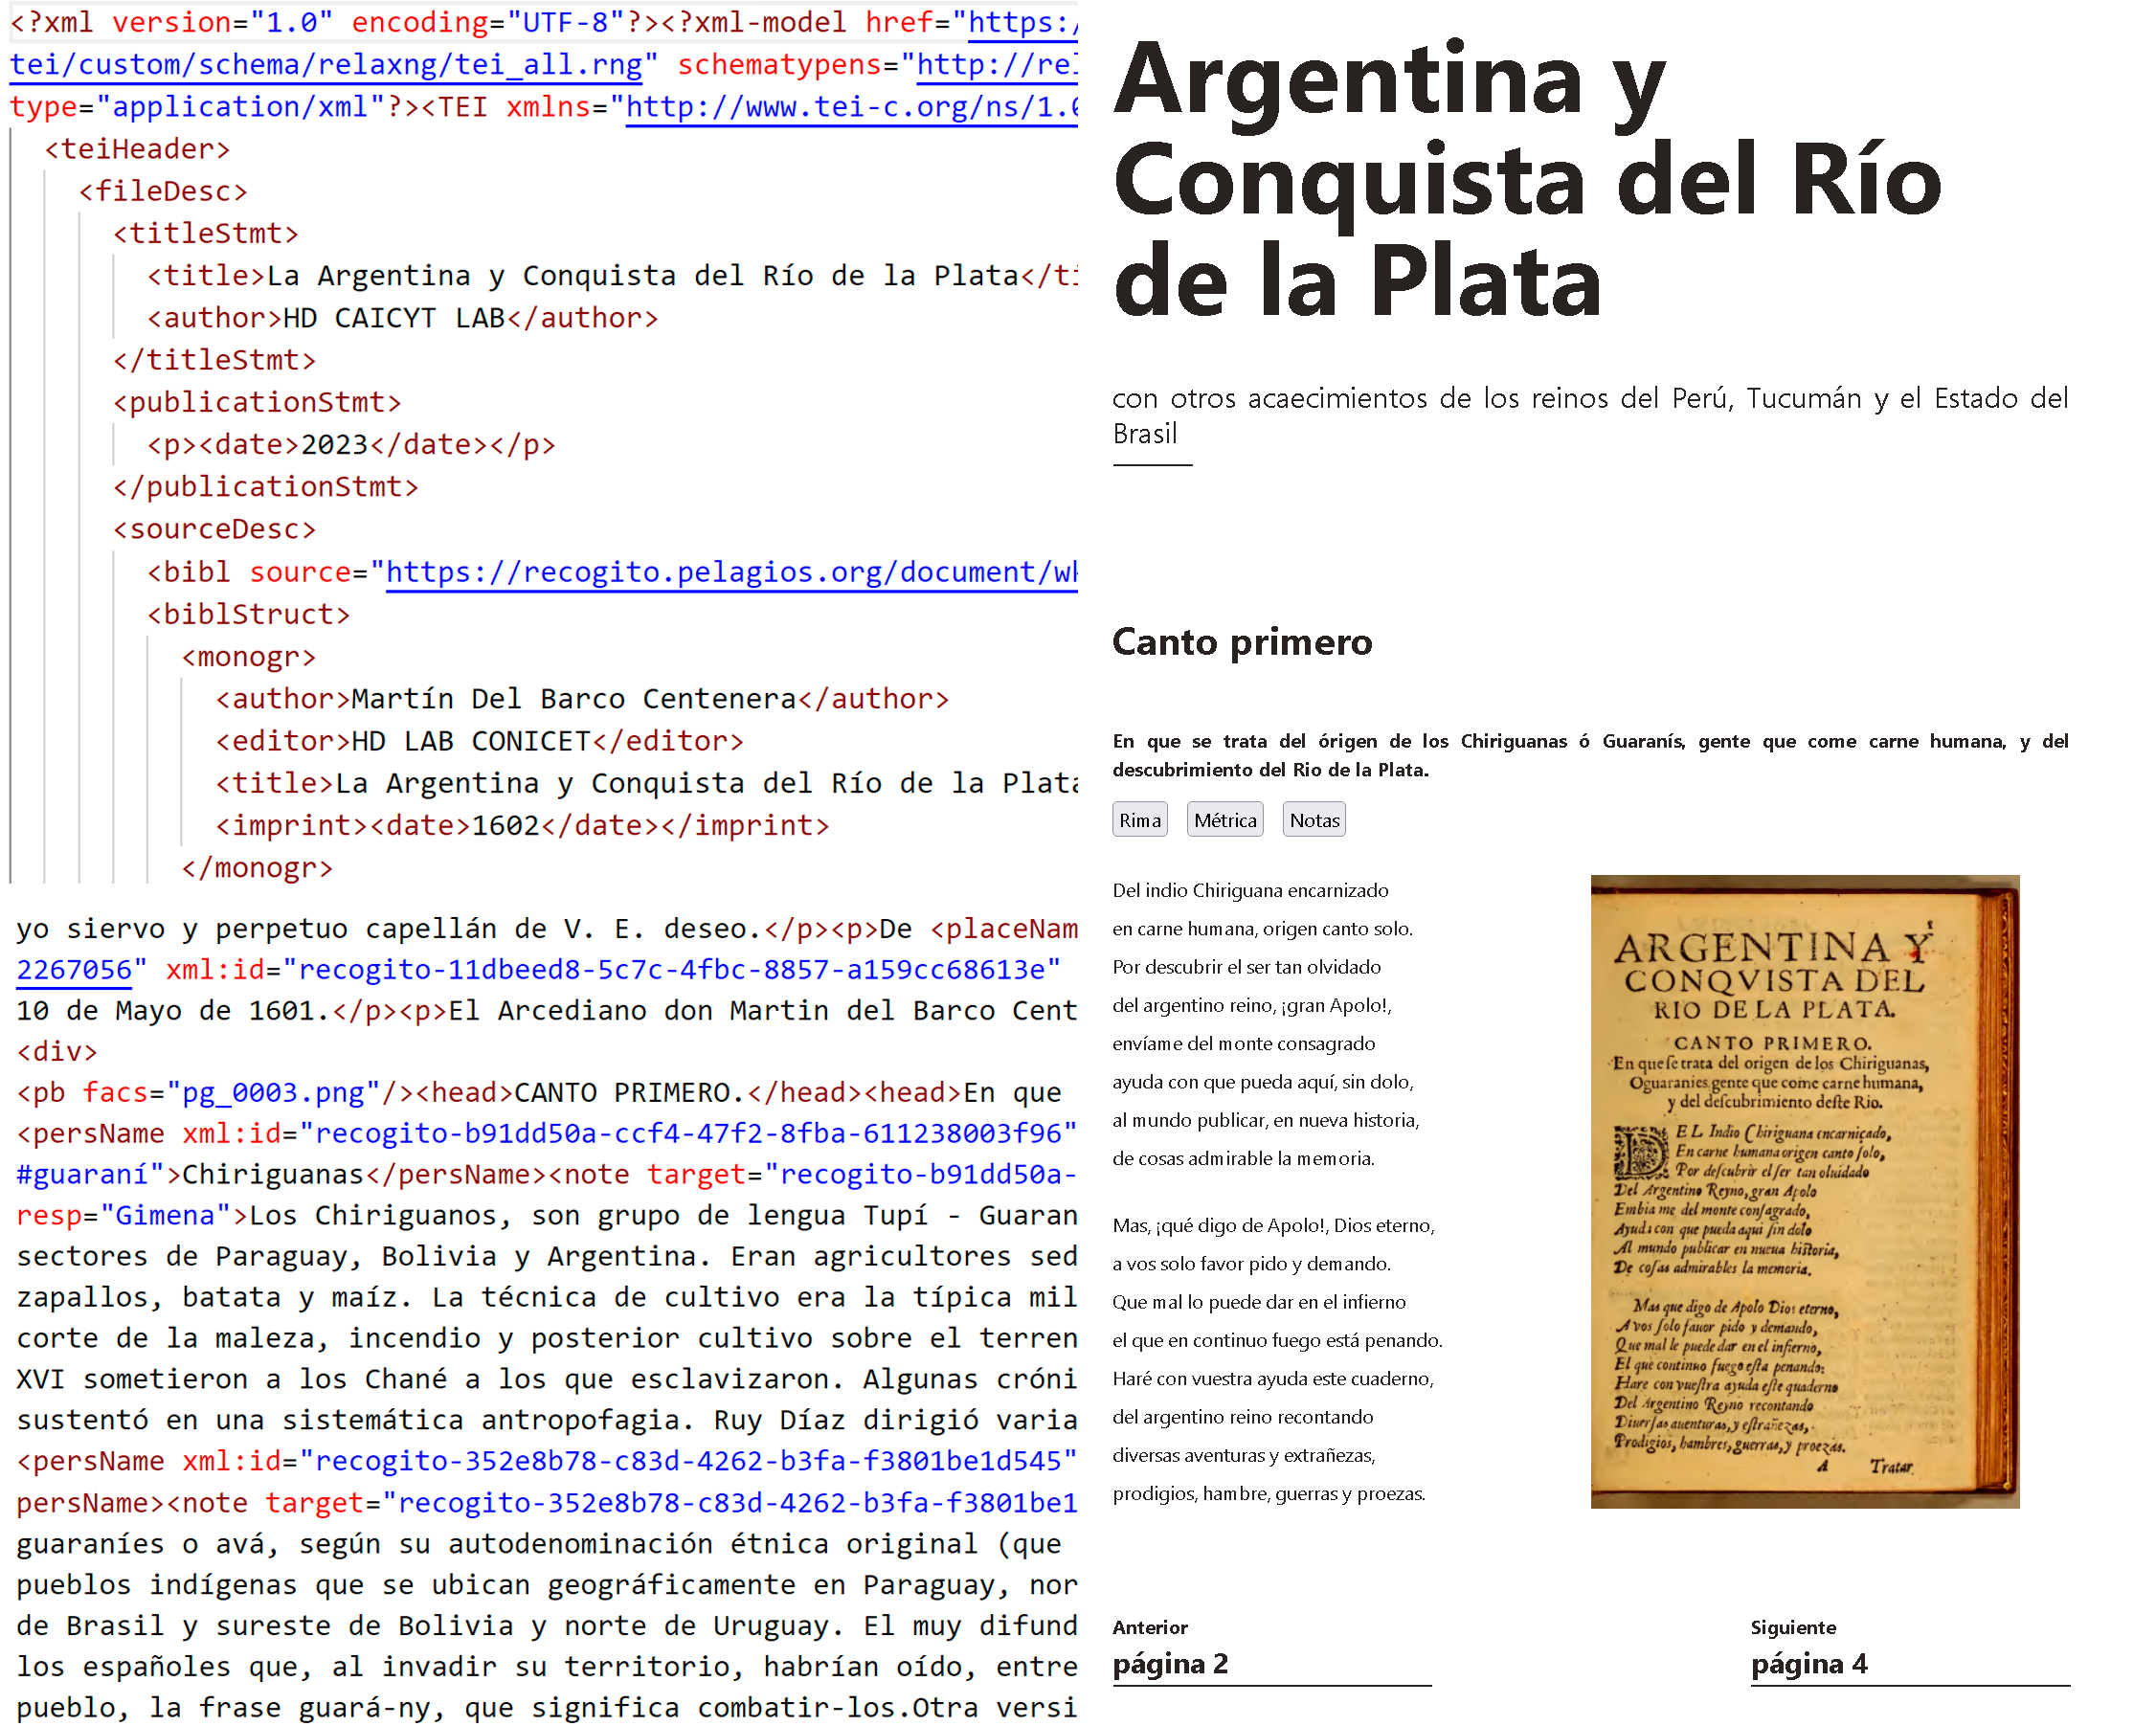 <?xml version="1.0" encoding="UTF-8"?><?xml-model href="https:/
tei/custom/schema/relaxng/tei_all.rng" schematypens="http://rel
type="application/xml"?><TEI xmlns="http://www.tei-c.org/ns/1.0
<teiHeader>
<fileDesc>
<titleStmt>
<title>La Argentina y Conquista del Río de la Plata</ti
<author>HD CAICYT LAB</author>
</titleStmt>
<publicationStmt>
<p><date>2023</date></p>
</publicationStmt>
<sourceDesc>
<bibl source="https://recogito.pelagios.org/document/wk
<biblStruct>
<monogr>
<author>Martín Del Barco Centenera</author>
<editor>HD LAB CONICET</editor>
<title>La Argentina y Conquista del Río de la Plata
<imprint><date>1602</date></imprint>
</monogr>
yo siervo y perpetuo capellán de V. E. deseo.</p><p>De <placeNam
2267056" xml:id="recogito-11dbeed8-5c7c-4fbc-8857-a159cc68613e"
10 de Mayo de 1601.</p><p>El Arcediano don Martin del Barco Cent
<div>
<pb facs="pg_0003.png"/><head>CANTO PRIMERO.</head><head>En que
<persName xml:id="recogito-b91dd50a-ccf4-47f2-8fba-611238003f96"
#guaraní">Chiriguanas</persName><note target="recogito-b91dd50a-
resp="Gimena">Los Chiriguanos, son grupo de lengua Tupí - Guaran
sectores de Paraguay, Bolivia y Argentina. Eran agricultores sed
zapallos, batata y maíz. La técnica de cultivo era la típica mil
corte de la maleza, incendio y posterior cultivo sobre el terren
XVI sometieron a los Chané a los que esclavizaron. Algunas cróni
sustentó en una sistemática antropofagia. Ruy Díaz dirigió varia
<persName xml:id="recogito-352e8b78-c83d-4262-b3fa-f3801be1d545"
persName><note target="recogito-352e8b78-c83d-4262-b3fa-f3801be1
guaraníes o avá, según su autodenominación étnica original (que
pueblos indígenas que se ubican geográficamente en Paraguay, nor
de Brasil y sureste de Bolivia y norte de Uruguay. El muy difund
los españoles que, al invadir su territorio, habrían oído, entre
pueblo, la frase guará-ny, que significa combatir-los.Otra versi
Argentina y
Conquista del Río
de la Plata
con otros acaecimientos de los reinos del Perú, Tucumán y el Estado del
Brasil
Canto primero
En que se trata del órigen de los Chiriguanas ó Guaranís, gente que come carne humana, y del
descubrimiento del Rio de la Plata.
Rima Métrica Notas
Del indio Chiriguana encarnizado
en carne humana, origen canto solo.
Por descubrir el ser tan olvidado
del argentino reino, ¡gran Apolo!,
envíame del monte consagrado
ayuda con que pueda aquí, sin dolo,
al mundo publicar, en nueva historia,
de cosas admirable la memoria.
Mas, ¡qué digo de Apolo!, Dios eterno,
a vos solo favor pido y demando.
Que mal lo puede dar en el infierno
el que en continuo fuego está penando.
Haré con vuestra ayuda este cuaderno,
del argentino reino recontando
diversas aventuras y extrañezas,
prodigios, hambre, guerras y proezas.
ARGENTINA Y
CONQVISTA DEL
RIO DE LA PLATA.
CANTO PRIMERO.
En que ſe trata del origen de los Chiriguanas,
Oguaranies gente que come carne humana,
y del deſcubrimiento deſte Rio.
DEL Indio Chiriguana encarniçado,
En carne humana origen canto ſolo,
Por deſcubrir el ſer tan oluidado
Del Argentino Reyno, gran Apolo
Embia me del monte conſagrado,
Ayuda con que pueda aqui ſin dolo
Al mundo publicar en nueua hiſtoria,
De coſas admirables la memoria.
Mas que digo de Apolo Dios eterno,
A vos ſolo fauor pido y demando,
Que mal le puede dar en el infierno,
El que continuo fuego eſta penando:
Hare con vueſtra ayuda eſte quaderno
Del Argentino Reyno recontando
Diuerſas auenturas, y eſtrañezas,
Prodigios, hambres, guerras, y proezas.
A Tratar
Anterior
página 2
Siguiente
página 4